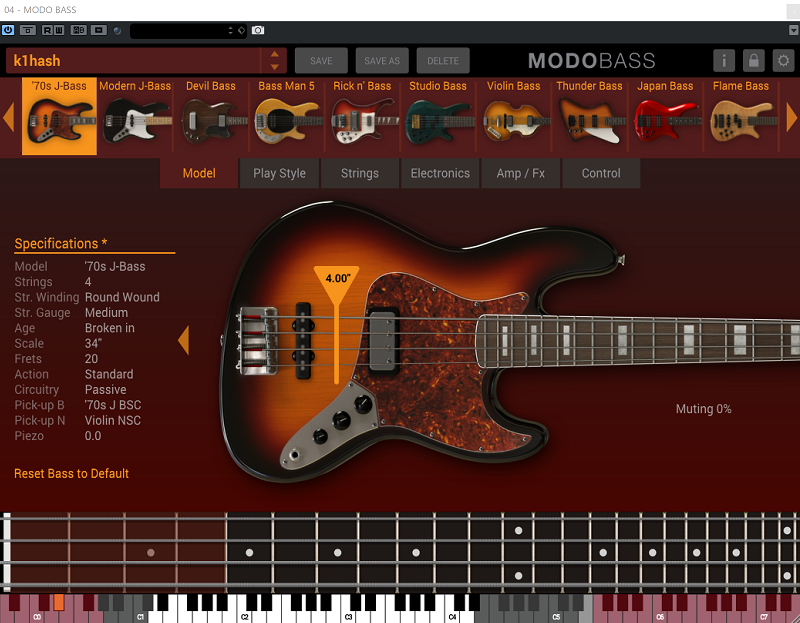 04 - MODO BASS
R W
k1hash
SAVE
SAVE AS
DELETE
MODOBASS
i
'70s J-Bass
Modern J-Bass
Devil Bass
Bass Man 5
Rick n' Bass
Studio Bass
Violin Bass
Thunder Bass
Japan Bass
Flame Bass
Model
Play Style
Strings
Electronics
Amp / Fx
Control
Specifications *
Model '70s J-Bass
Strings 4
Str. Winding Round Wound
Str. Gauge Medium
Age Broken in
Scale 34"
Frets 20
Action Standard
Circuitry Passive
Pick-up B '70s J BSC
Pick-up N Violin NSC
Piezo 0.0
Reset Bass to Default
4.00"
Muting 0%
C0
C1
C2
C3
C4
C5
C6
C7